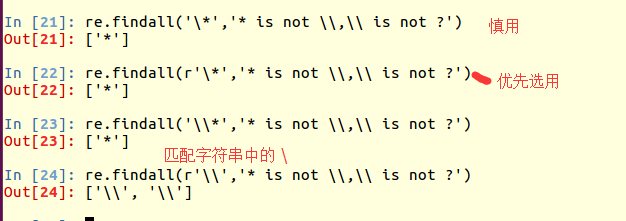 In [21]: re.findall('\*','* is not \\,\\ is not ?') 慎用
Out[21]: ['*']
In [22]: re.findall(r'\*','* is not \\,\\ is not ?') 优先选用
Out[22]: ['*']
In [23]: re.findall('\\*','* is not \\,\\ is not ?')
Out[23]: ['*']
匹配字符串中的 \
In [24]: re.findall(r'\\','* is not \\,\\ is not ?')
Out[24]: ['\\', '\\']